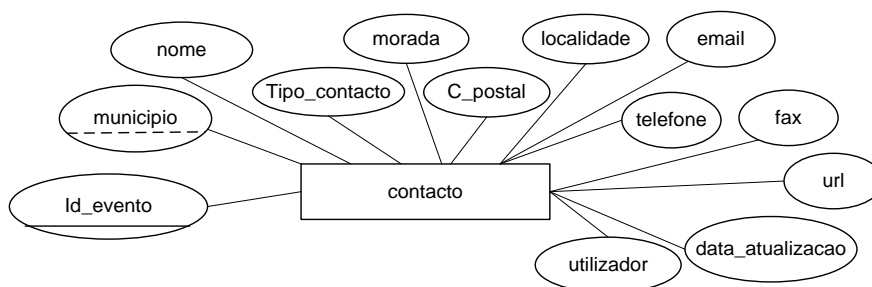 morada
localidade
email
nome
Tipo_contacto
C_postal
municipio
telefone
fax
url
contacto
Id_evento
data_atualizacao
utilizador